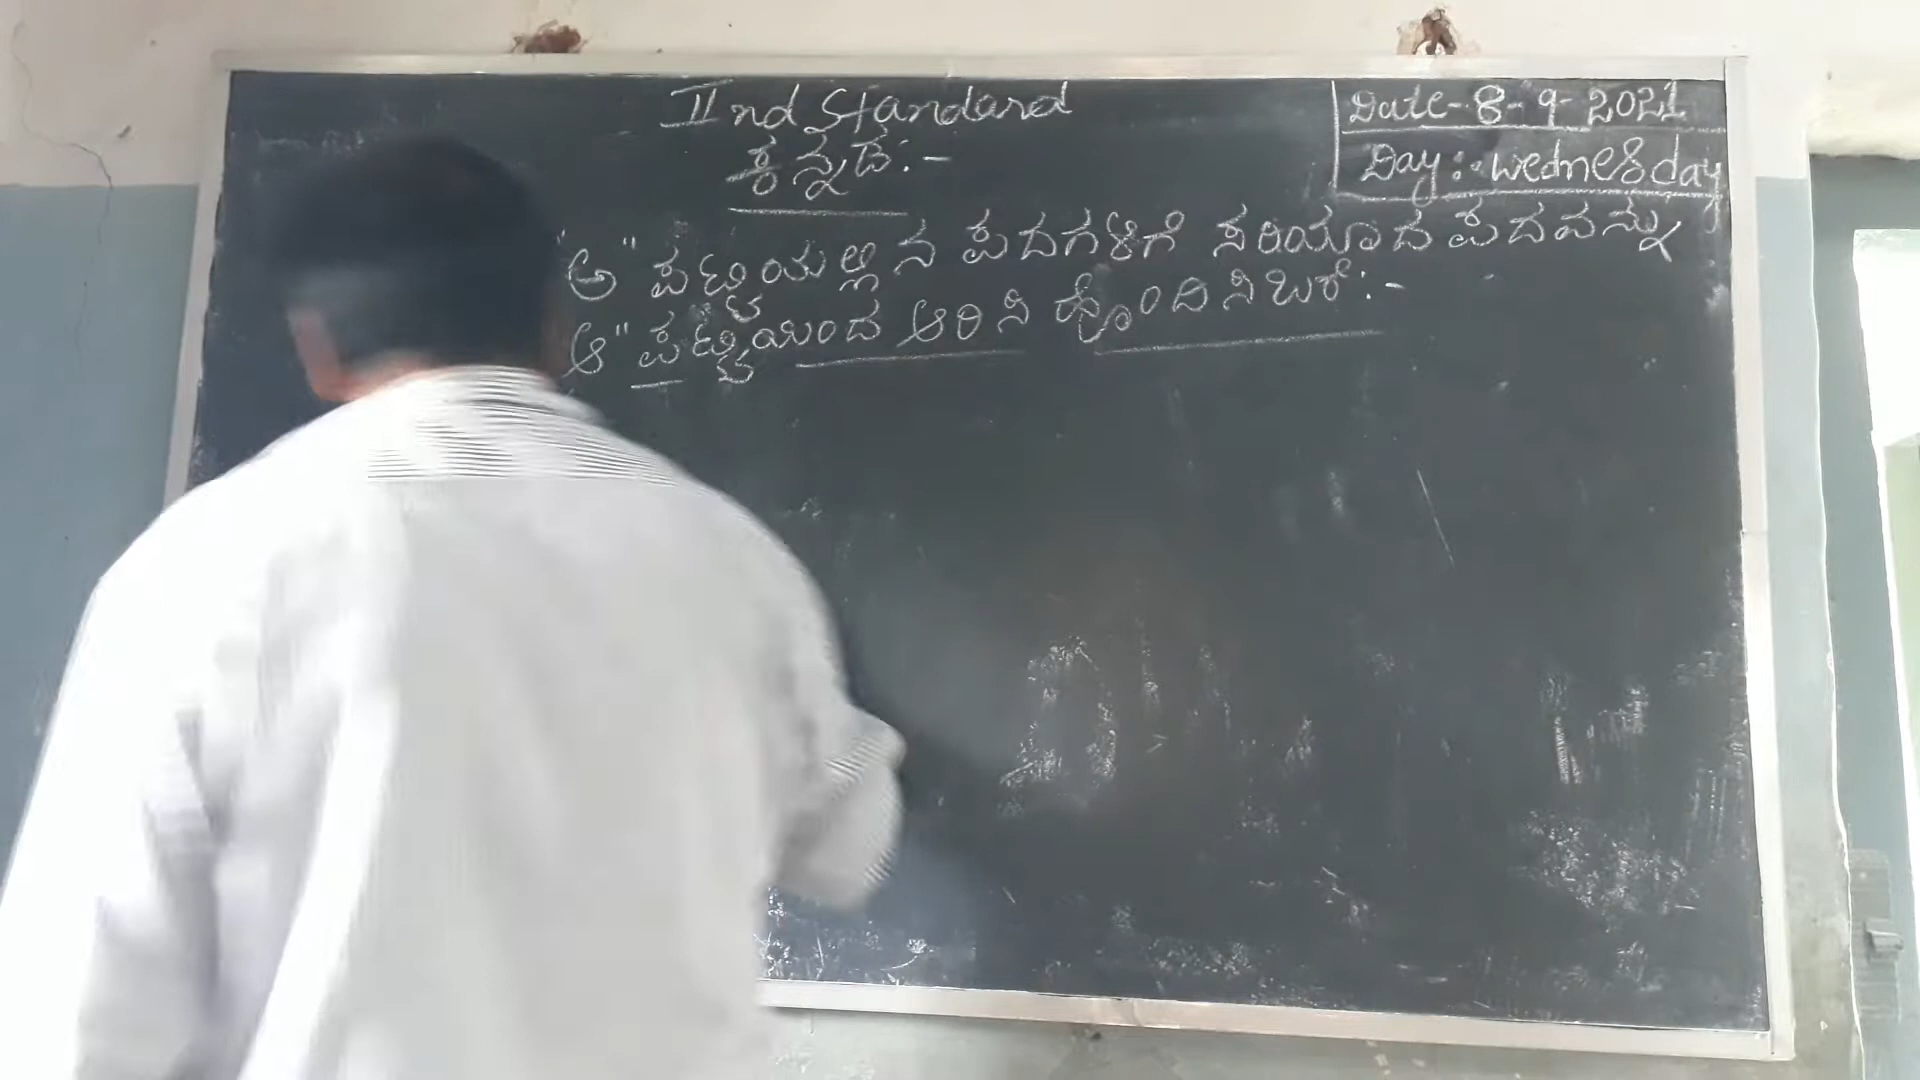 IInd Standard
ಕನ್ನಡ:-
Date-8-9-2021
Day:-Wednesday
"ಅ" ಪಟ್ಟಿಯಲ್ಲಿನ ಪದಗಳಿಗೆ ಸರಿಯಾದ ಪದವನ್ನು
ಆ" ಪಟ್ಟಿಯಿಂದ ಆರಿಸಿ ಹೊಂದಿಸಿಬರೆ:-